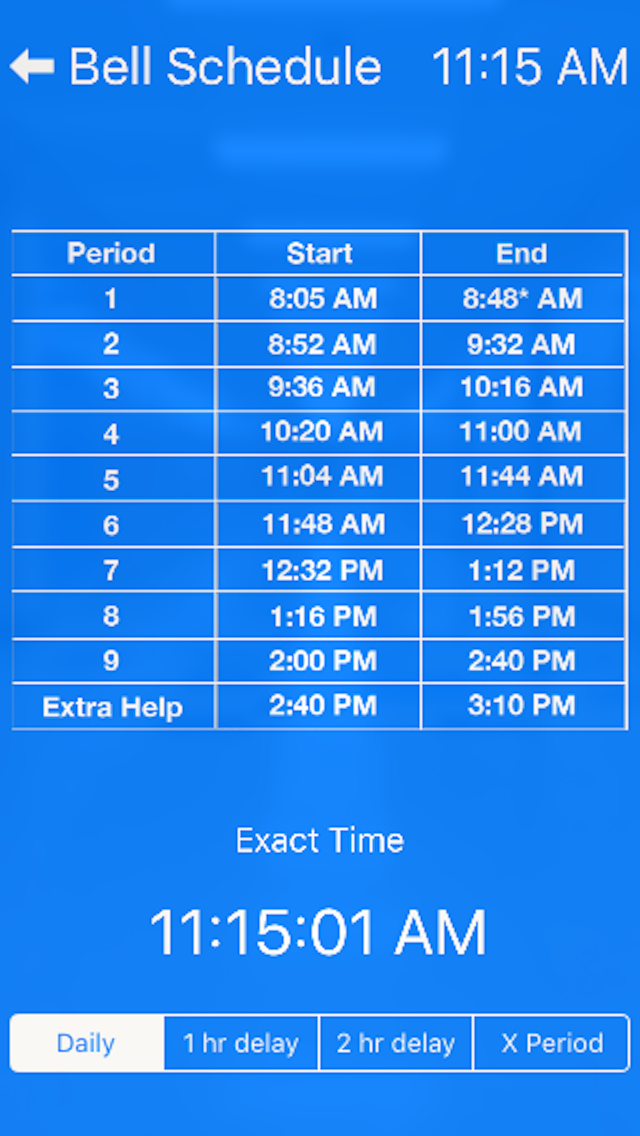 Bell Schedule 11:15 AM
Period Start End
1 8:05 AM 8:48* AM
2 8:52 AM 9:32 AM
3 9:36 AM 10:16 AM
4 10:20 AM 11:00 AM
5 11:04 AM 11:44 AM
6 11:48 AM 12:28 PM
7 12:32 PM 1:12 PM
8 1:16 PM 1:56 PM
9 2:00 PM 2:40 PM
Extra Help 2:40 PM 3:10 PM
Exact Time
11:15:01 AM
Daily 1 hr delay 2 hr delay X Period